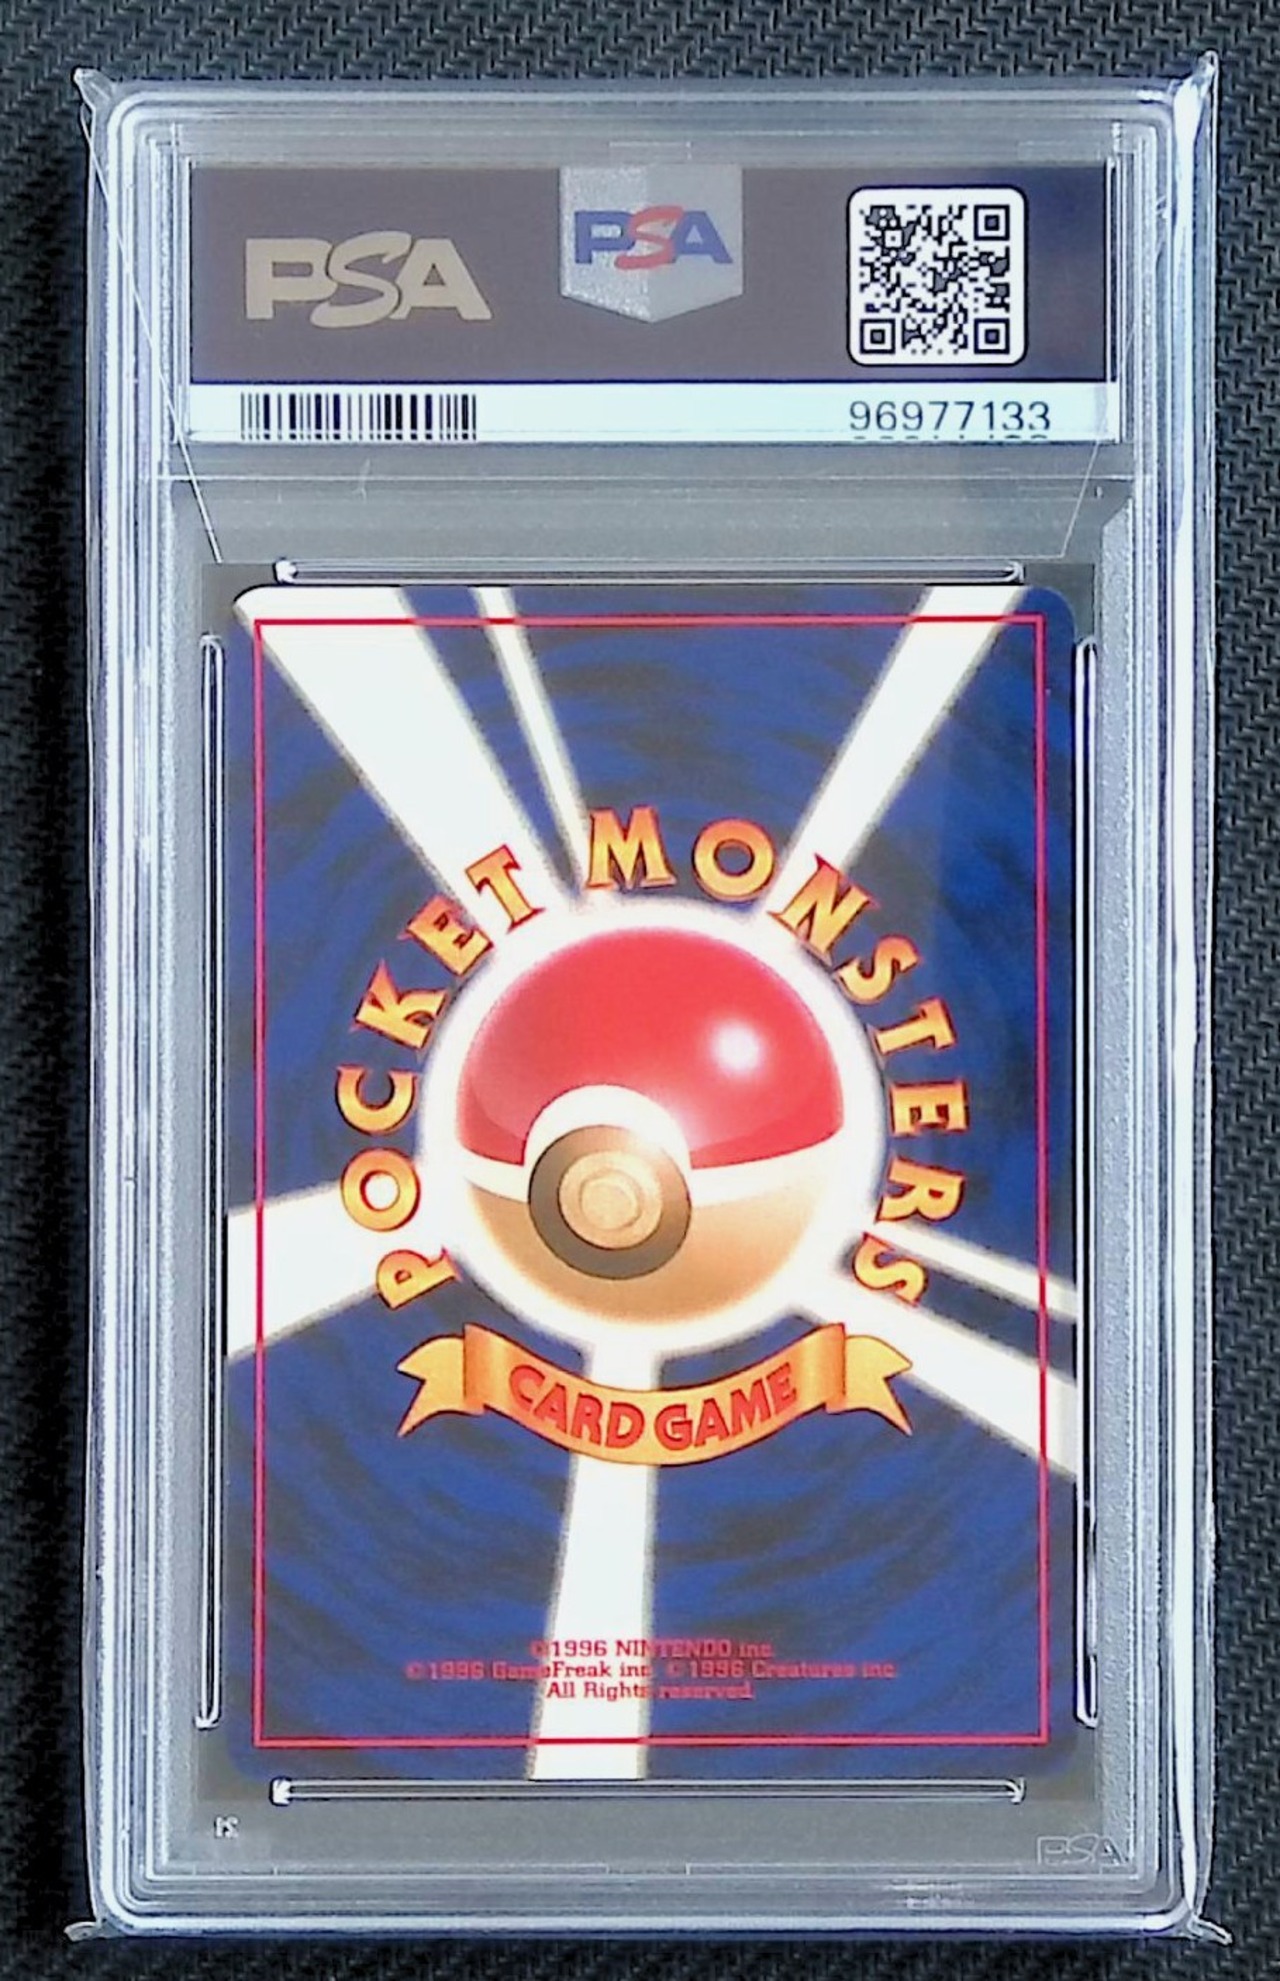 PSA
PSA
96977133
POCKET MONSTERS
CARD GAME
©1996 NINTENDO inc.
©1996 GameFreak inc. ©1996 Creatures inc.
All Rights reserved.
PSA